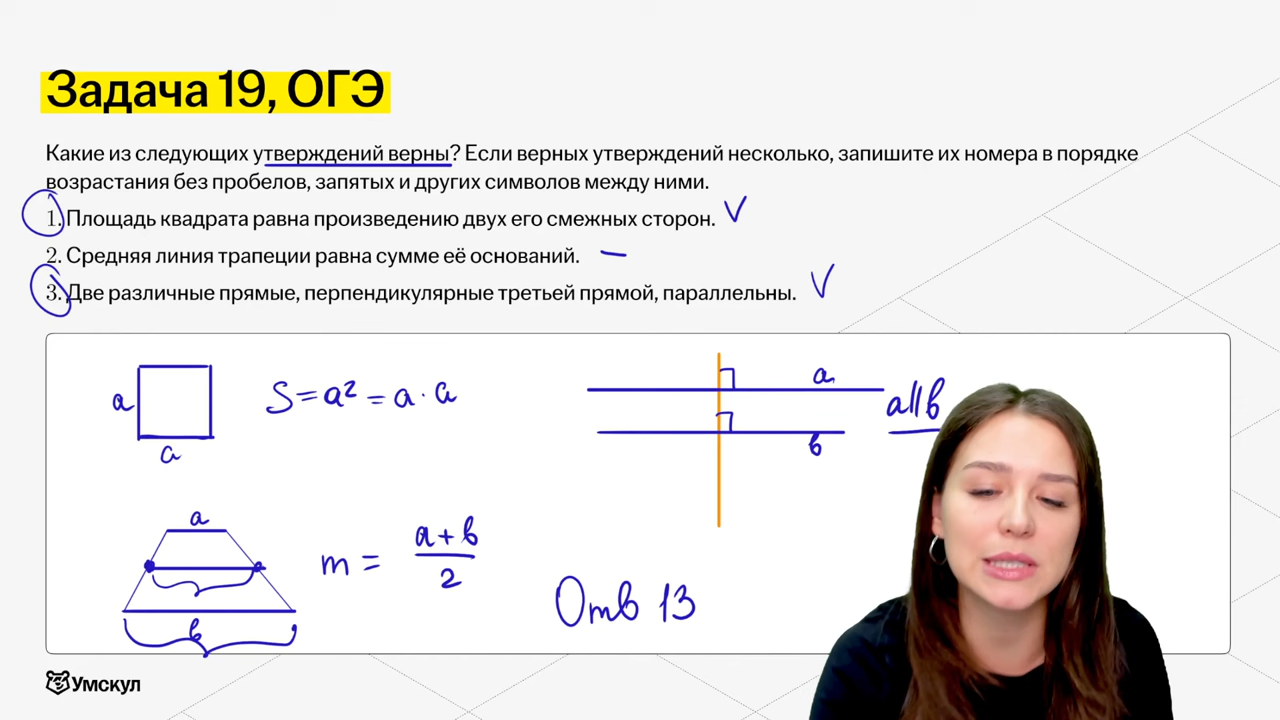 Задача 19, ОГЭ
Какие из следующих утверждений верны? Если верных утверждений несколько, запишите их номера в порядке
возрастания без пробелов, запятых и других символов между ними.
1. Площадь квадрата равна произведению двух его смежных сторон.
2. Средняя линия трапеции равна сумме её оснований.
3. Две различные прямые, перпендикулярные третьей прямой, параллельны.
a
a
S = a² = a · a
a
b
a||b
a
b
m = (a + b)/2
Отв 13
Умскул